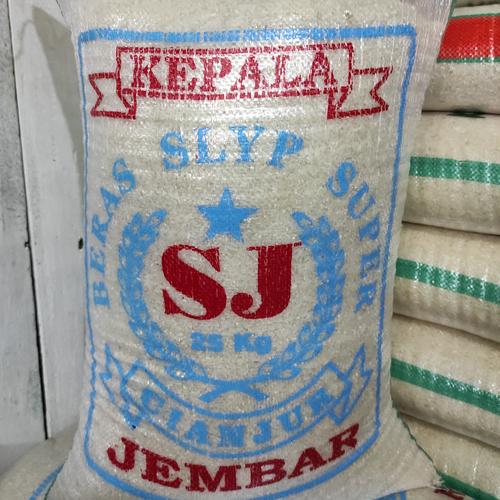 KEPALA
BERAS SLYP SUPER
SJ
25 Kg
CIANJUR
JEMBAR